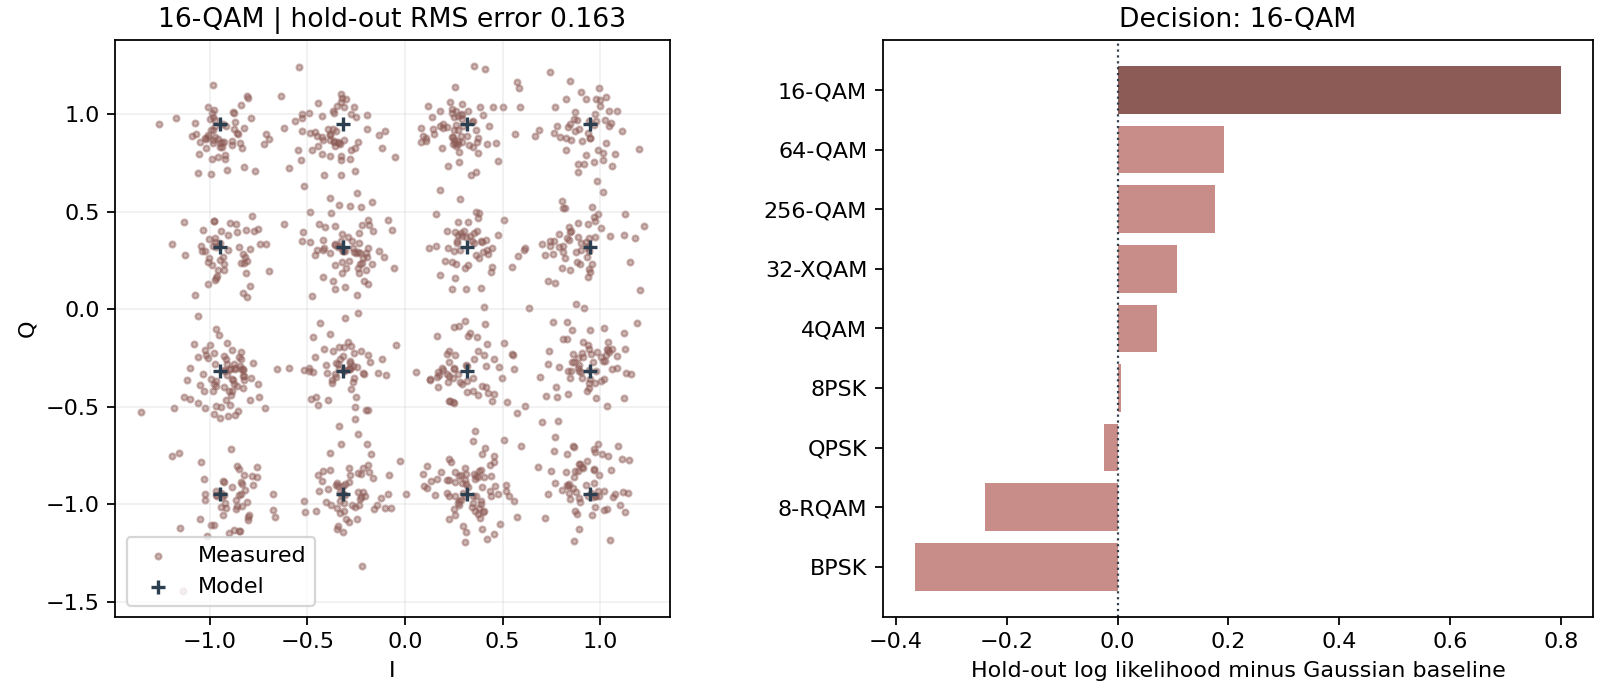 16-QAM | hold-out RMS error 0.163
1.0
0.5
0.0
−0.5
−1.0
−1.5
Q
−1.0
−0.5
0.0
0.5
1.0
I
Measured
Model
Decision: 16-QAM
16-QAM
64-QAM
256-QAM
32-XQAM
4QAM
8PSK
QPSK
8-RQAM
BPSK
−0.4
−0.2
0.0
0.2
0.4
0.6
0.8
Hold-out log likelihood minus Gaussian baseline